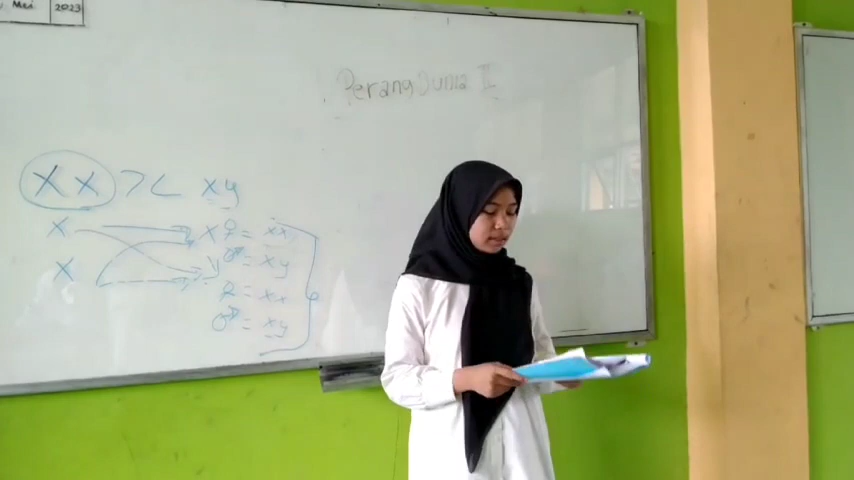 Mei 2023
Perang Dunia II
XX >< xy
x x ♀ = xx
♂ = xy
x y
♀ = xx
♂ = xy